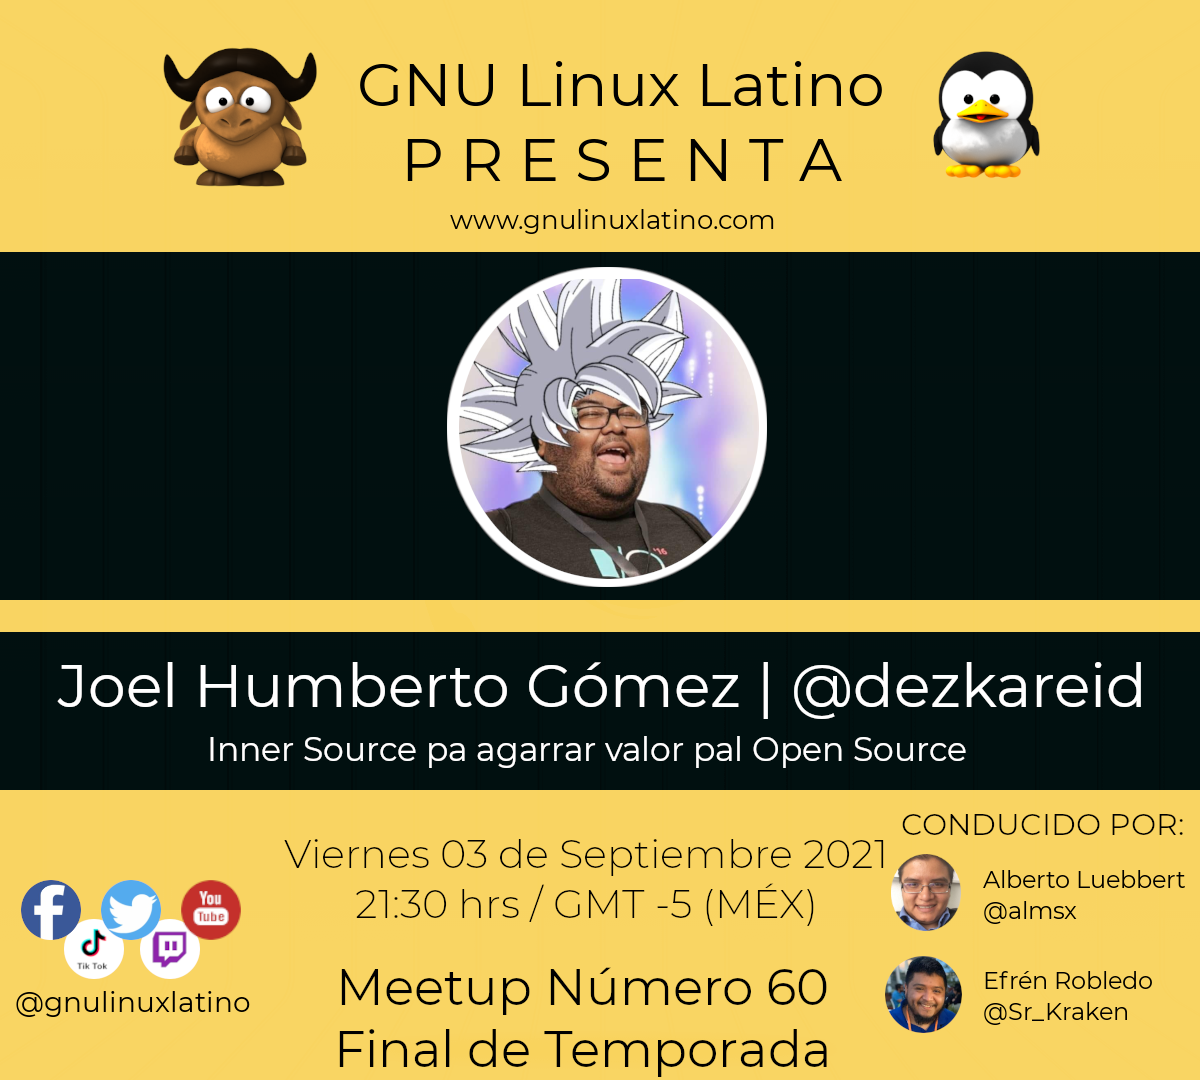 GNU Linux Latino
PRESENTA
www.gnulinuxlatino.com
'16
Joel Humberto Gómez | @dezkareid
Inner Source pa agarrar valor pal Open Source
Viernes 03 de Septiembre 2021
21:30 hrs / GMT -5 (MÉX)
Meetup Número 60
Final de Temporada
You
Tube
Tik Tok
@gnulinuxlatino
CONDUCIDO POR:
Alberto Luebbert
@almsx
Efrén Robledo
@Sr_Kraken